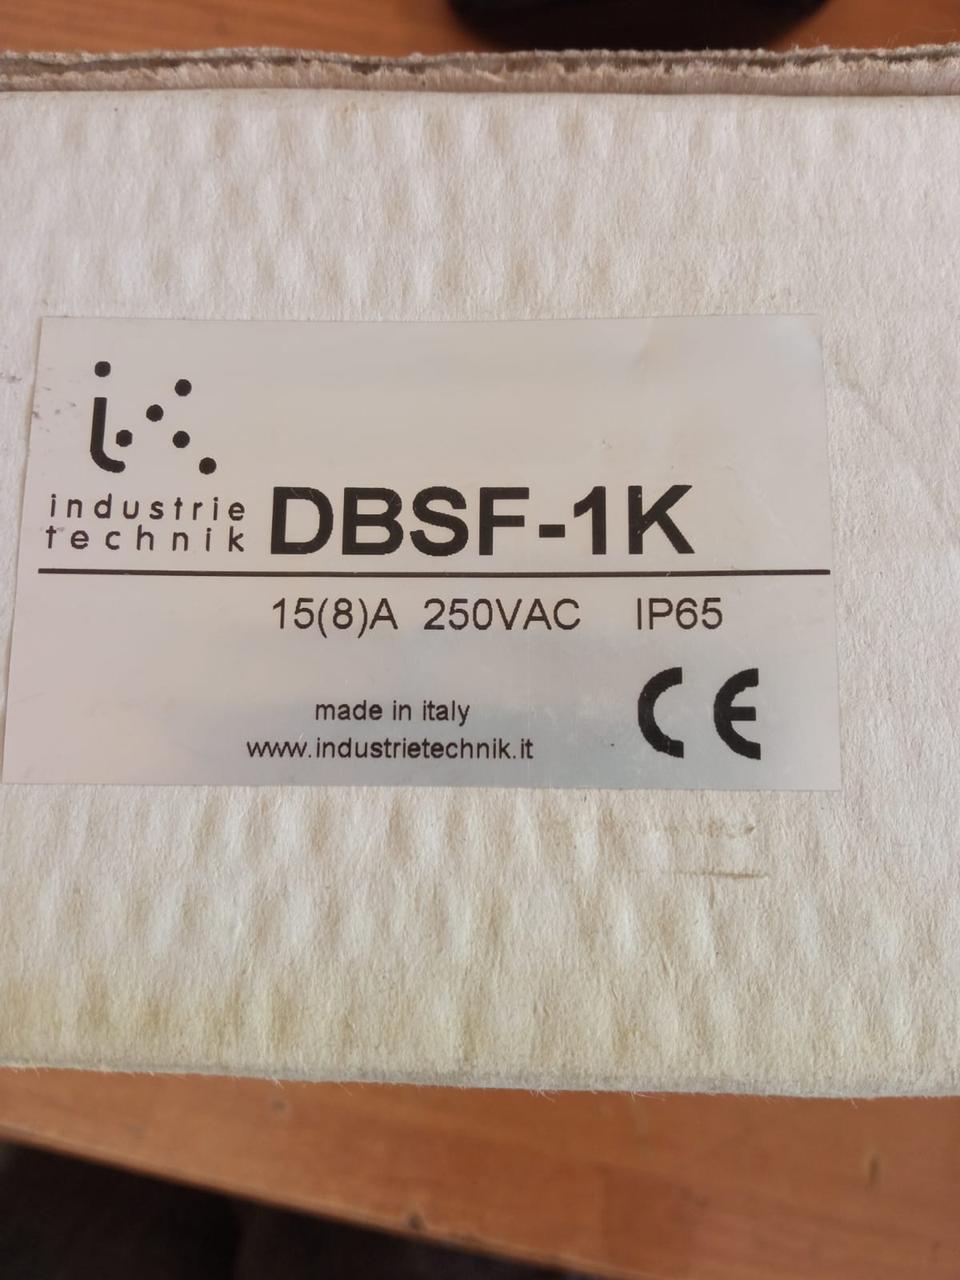 industrie
technik
DBSF-1K
15(8)A 250VAC IP65
made in italy
www.industrietechnik.it
CE